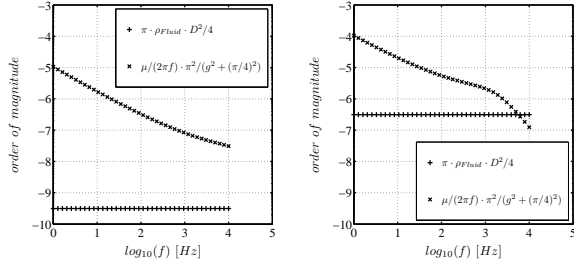 −3
−4
−5
−6
−7
−8
−9
−10
order of magnitude
π · ρFluid · D²/4
μ/(2πf) · π²/(g² + (π/4)²)
0 1 2 3 4 5
log₁₀(f) [Hz]
−3
−4
−5
−6
−7
−8
−9
−10
order of magnitude
π · ρFluid · D²/4
μ/(2πf) · π²/(g² + (π/4)²)
0 1 2 3 4 5
log₁₀(f) [Hz]